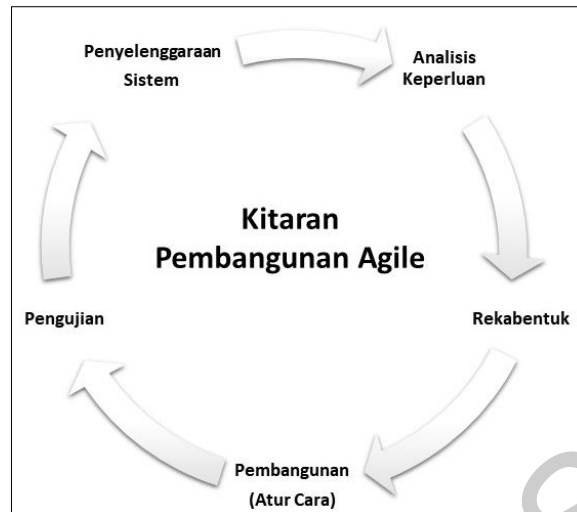 Penyelenggaraan
Sistem
Analisis
Keperluan
Kitaran
Pembangunan Agile
Pengujian
Rekabentuk
Pembangunan
(Atur Cara)